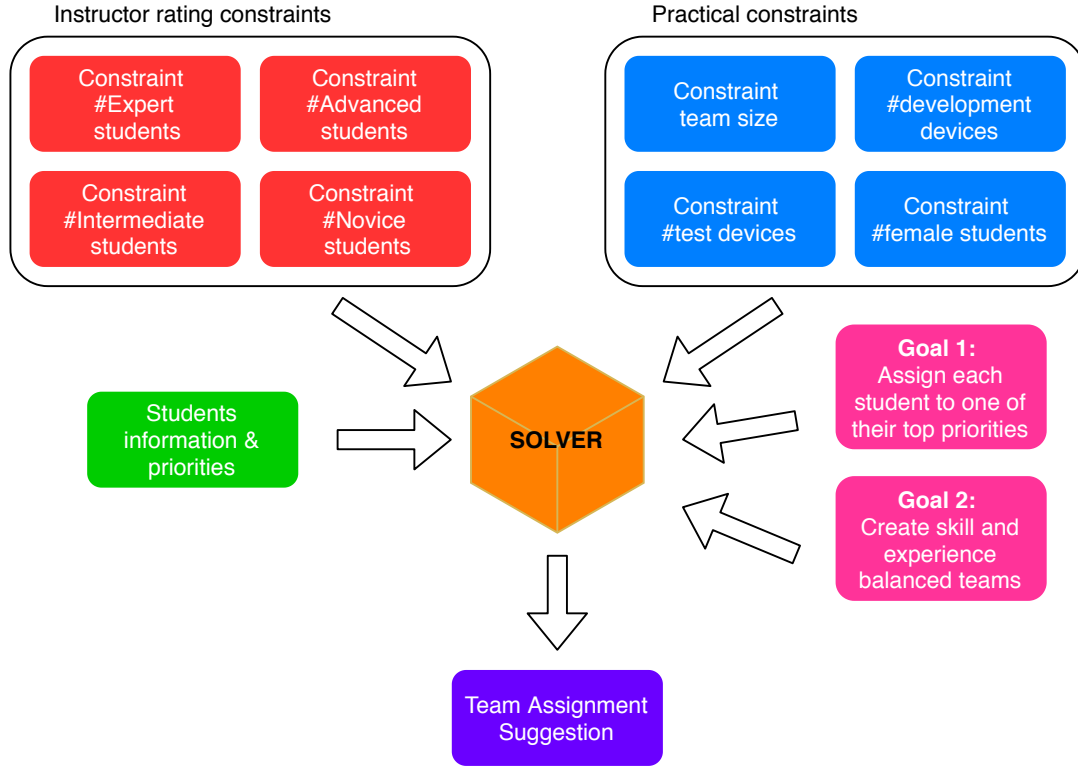 Instructor rating constraints
Practical constraints
Constraint
#Expert
students
Constraint
#Advanced
students
Constraint
#Intermediate
students
Constraint
#Novice
students
Constraint
team size
Constraint
#development
devices
Constraint
#test devices
Constraint
#female students
Students
information &
priorities
SOLVER
Goal 1:
Assign each
student to one of
their top priorities
Goal 2:
Create skill and
experience
balanced teams
Team Assignment
Suggestion